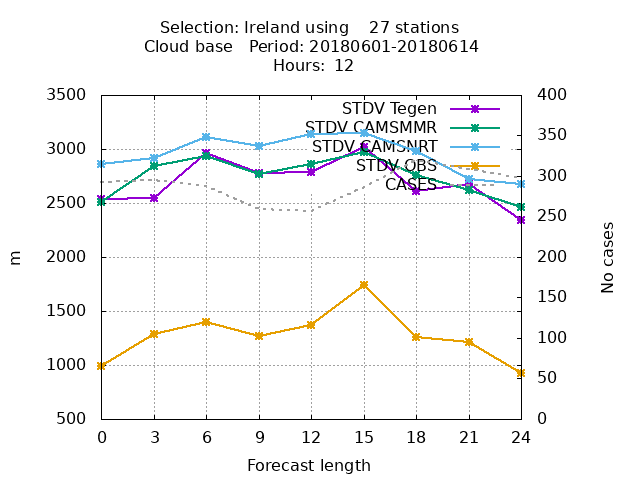 Selection: Ireland using    27 stations
Cloud base   Period: 20180601-20180614
Hours:  12
3500
3000
2500
2000
1500
1000
500
m
400
350
300
250
200
150
100
50
0
No cases
STDV Tegen
STDV CAMSMMR
STDV CAMSNRT
STDV OBS
CASES
0 3 6 9 12 15 18 21 24
Forecast length